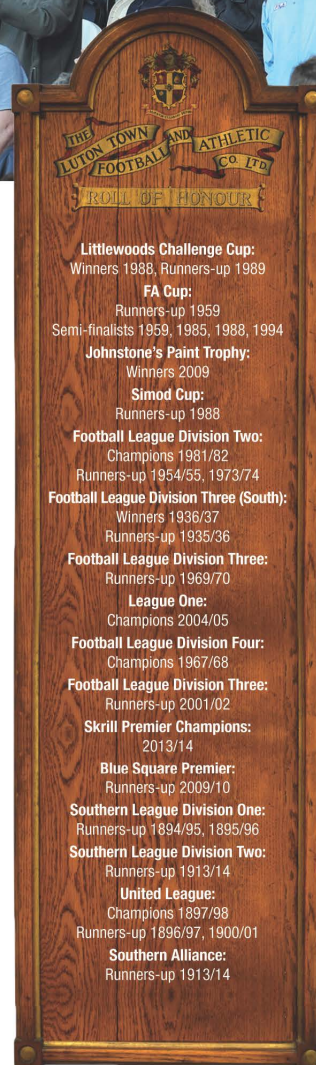 THE
LUTON TOWN AND ATHLETIC
FOOTBALL CO. LTD.
ROLL OF HONOUR
Littlewoods Challenge Cup:
Winners 1988, Runners-up 1989
FA Cup:
Runners-up 1959
Semi-finalists 1959, 1985, 1988, 1994
Johnstone's Paint Trophy:
Winners 2009
Simod Cup:
Runners-up 1988
Football League Division Two:
Champions 1981/82
Runners-up 1954/55, 1973/74
Football League Division Three (South):
Winners 1936/37
Runners-up 1935/36
Football League Division Three:
Runners-up 1969/70
League One:
Champions 2004/05
Football League Division Four:
Champions 1967/68
Football League Division Three:
Runners-up 2001/02
Skrill Premier Champions:
2013/14
Blue Square Premier:
Runners-up 2009/10
Southern League Division One:
Runners-up 1894/95, 1895/96
Southern League Division Two:
Runners-up 1913/14
United League:
Champions 1897/98
Runners-up 1896/97, 1900/01
Southern Alliance:
Runners-up 1913/14